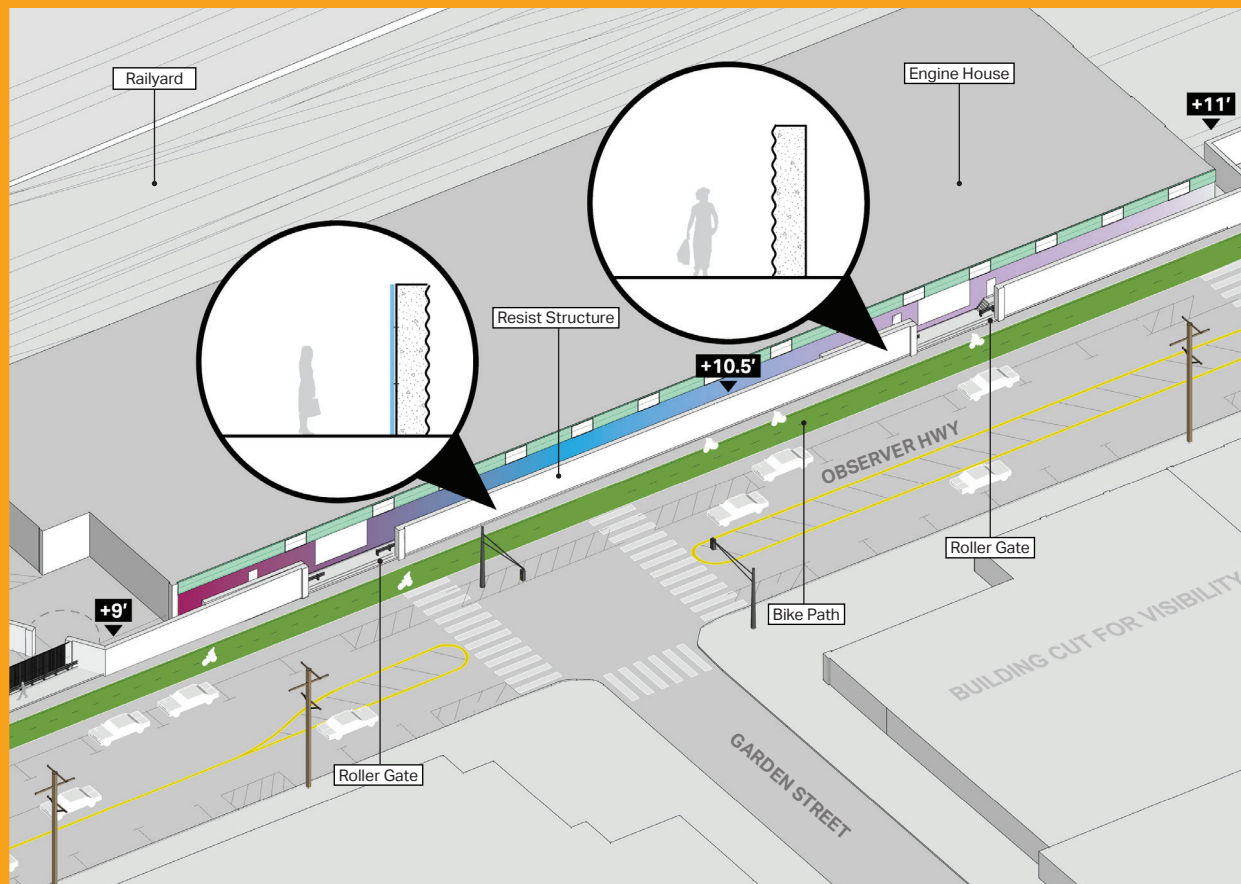 Railyard
Engine House
+11'
Resist Structure
+10.5'
OBSERVER HWY
Roller Gate
+9'
Bike Path
BUILDING CUT FOR VISIBILITY
Roller Gate
GARDEN STREET